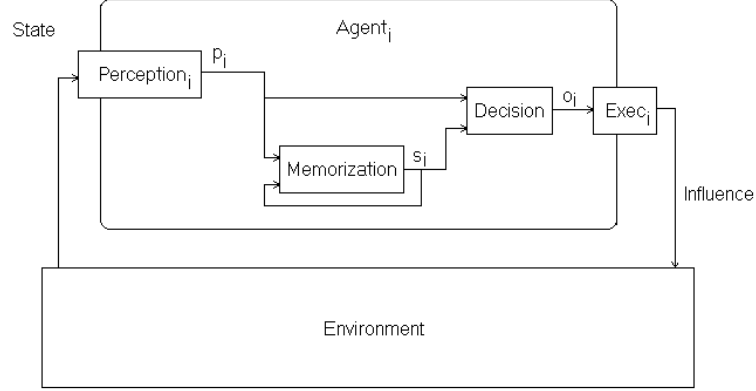 State
Agent_i
Perception_i
p_i
Decision
o_i
Exec_i
Memorization
s_i
Influence
Environment